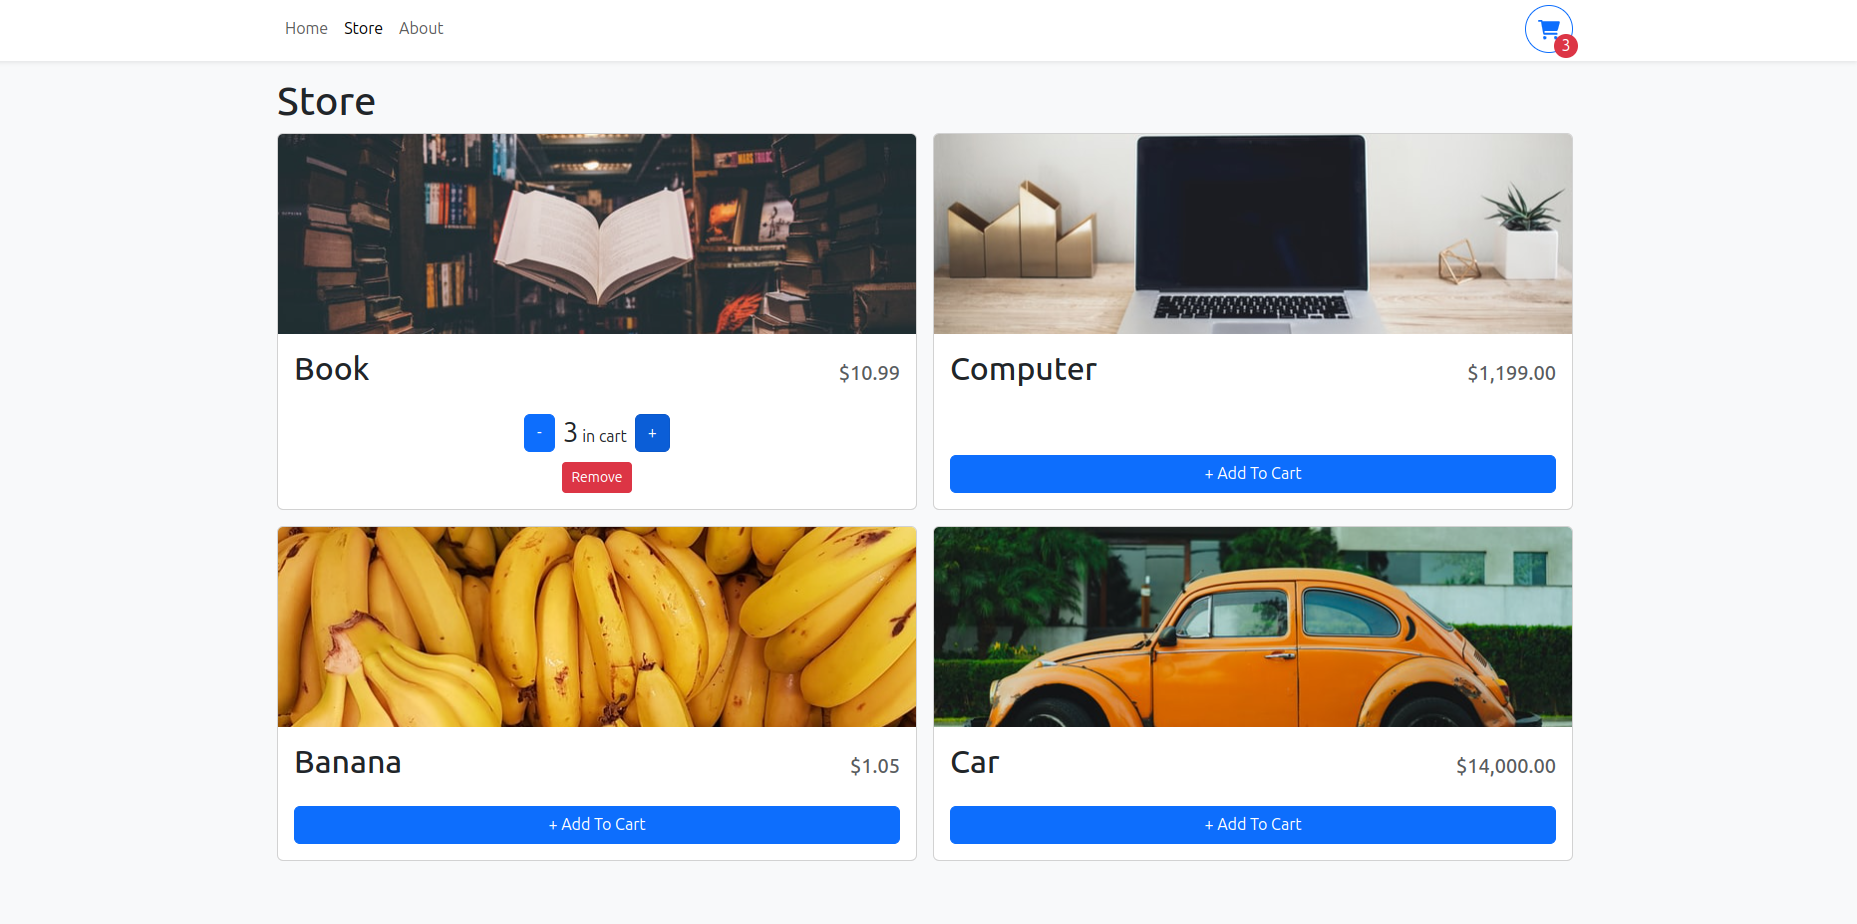 Home Store About
3
Store
Book $10.99
- 3 in cart +
Remove
Computer $1,199.00
+ Add To Cart
Banana $1.05
+ Add To Cart
Car $14,000.00
+ Add To Cart